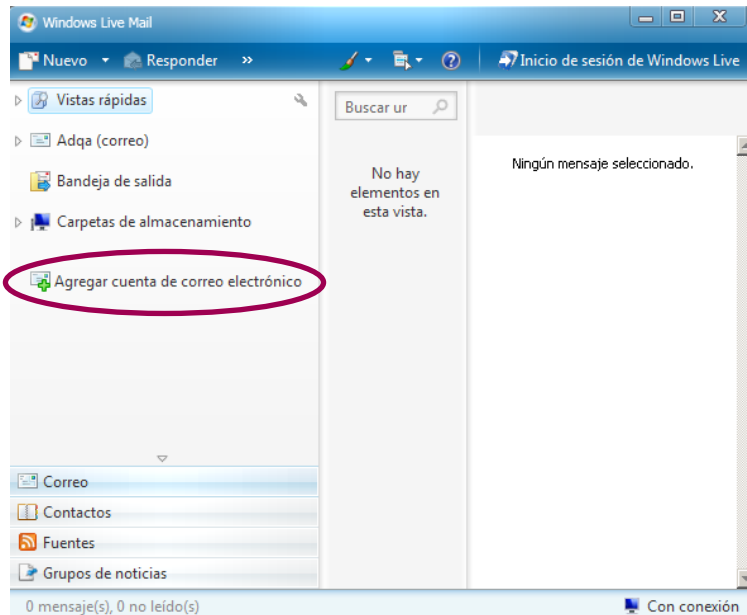 Windows Live Mail
Nuevo Responder » Inicio de sesión de Windows Live
Vistas rápidas
Adqa (correo)
Bandeja de salida
Carpetas de almacenamiento
Agregar cuenta de correo electrónico
Buscar ur
No hay
elementos en
esta vista.
Ningún mensaje seleccionado.
Correo
Contactos
Fuentes
Grupos de noticias
0 mensaje(s), 0 no leído(s)
Con conexión